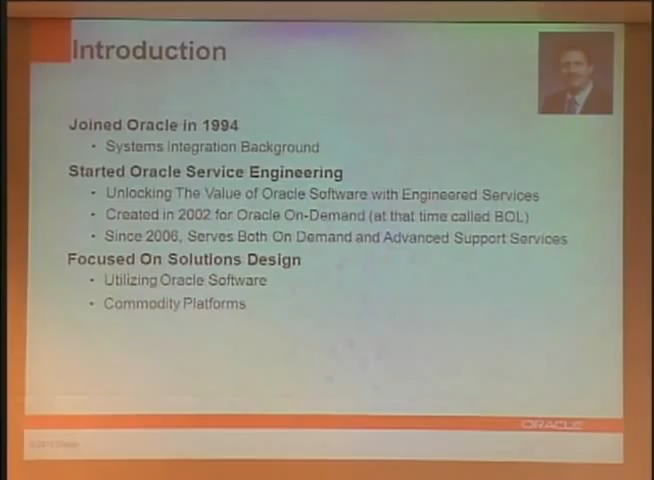 Introduction
Joined Oracle in 1994
• Systems Integration Background
Started Oracle Service Engineering
• Unlocking The Value of Oracle Software with Engineered Services
• Created in 2002 for Oracle On-Demand (at that time called BOL)
• Since 2006, Serves Both On Demand and Advanced Support Services
Focused On Solutions Design
• Utilizing Oracle Software
• Commodity Platforms
ORACLE